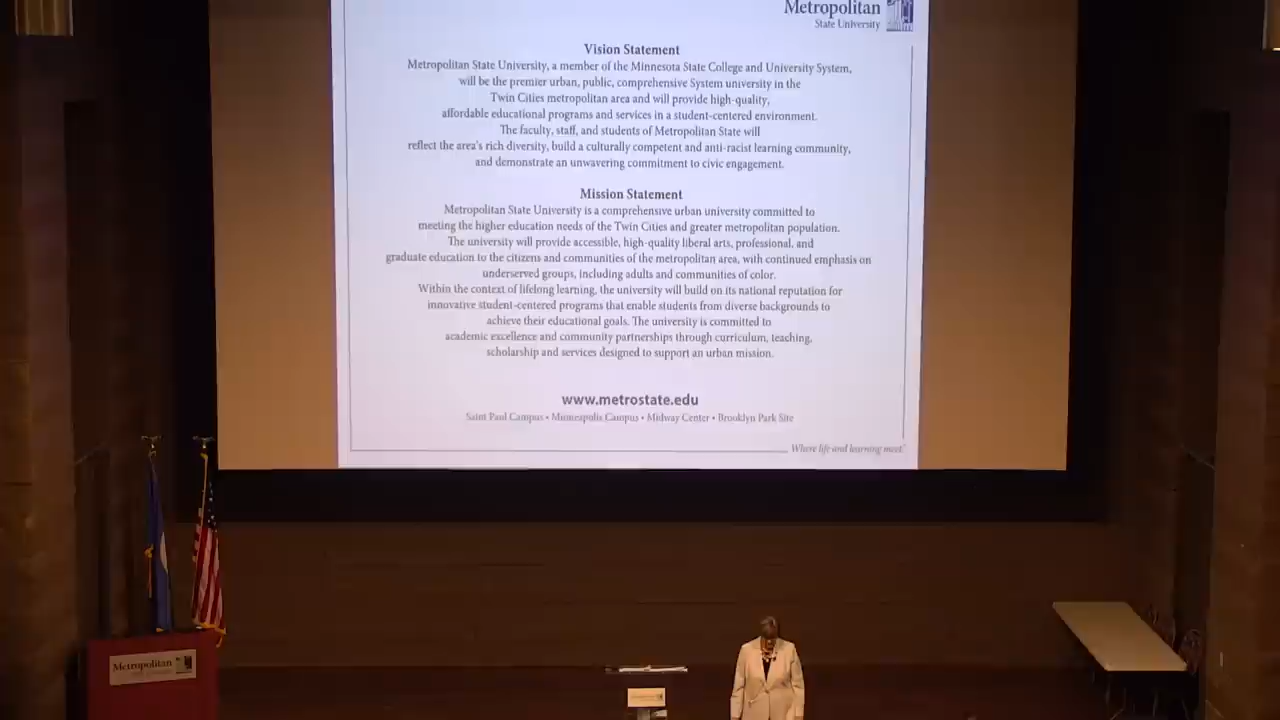 Metropolitan
State University
Vision Statement
Metropolitan State University, a member of the Minnesota State College and University System,
will be the premier urban, public, comprehensive System university in the
Twin Cities metropolitan area and will provide high-quality,
affordable educational programs and services in a student-centered environment.
The faculty, staff, and students of Metropolitan State will
reflect the area's rich diversity, build a culturally competent and anti-racist learning community,
and demonstrate an unwavering commitment to civic engagement.
Mission Statement
Metropolitan State University is a comprehensive urban university committed to
meeting the higher education needs of the Twin Cities and greater metropolitan population.
The university will provide accessible, high-quality liberal arts, professional, and
graduate education to the citizens and communities of the metropolitan area, with continued emphasis on
underserved groups, including adults and communities of color.
Within the context of lifelong learning, the university will build on its national reputation for
innovative student-centered programs that enable students from diverse backgrounds to
achieve their educational goals. The university is committed to
academic excellence and community partnerships through curriculum, teaching,
scholarship and services designed to support an urban mission.
www.metrostate.edu
Saint Paul Campus • Minneapolis Campus • Midway Center • Brooklyn Park Site
Where life and learning meet.
Metropolitan